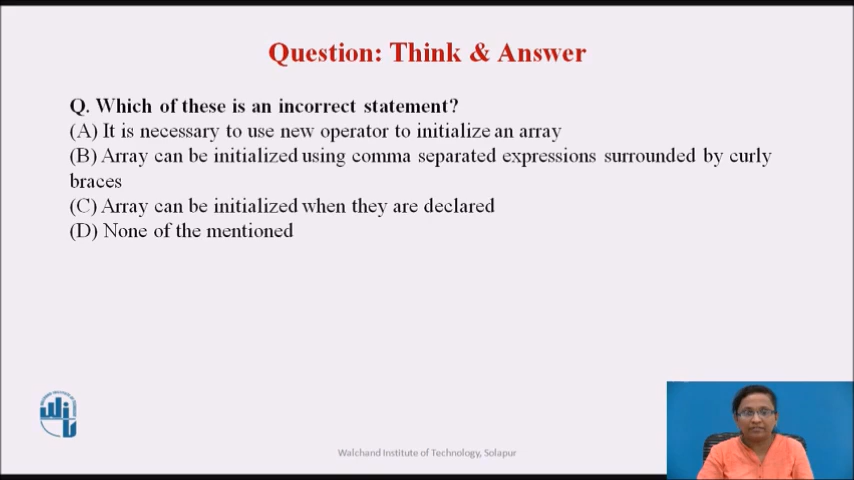 Question: Think & Answer
Q. Which of these is an incorrect statement?
(A) It is necessary to use new operator to initialize an array
(B) Array can be initialized using comma separated expressions surrounded by curly
braces
(C) Array can be initialized when they are declared
(D) None of the mentioned
Walchand Institute of Technology, Solapur